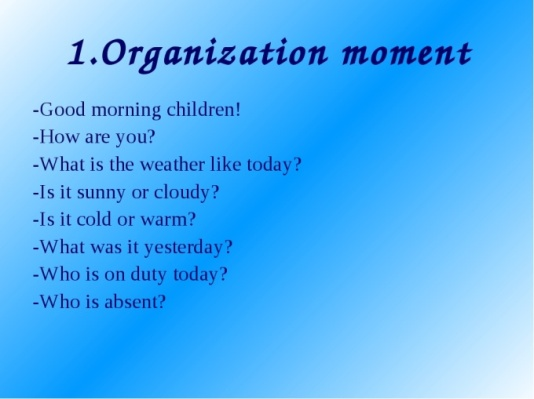 1.Organization moment
-Good morning children!
-How are you?
-What is the weather like today?
-Is it sunny or cloudy?
-Is it cold or warm?
-What was it yesterday?
-Who is on duty today?
-Who is absent?